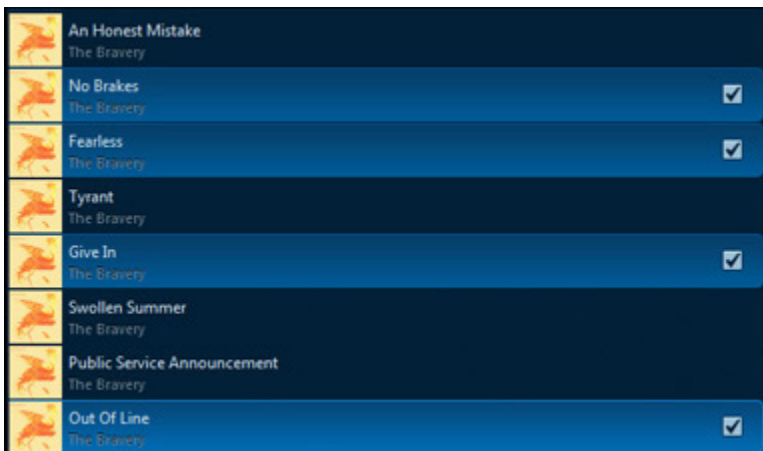 An Honest Mistake
The Bravery
No Brakes
The Bravery
Fearless
The Bravery
Tyrant
The Bravery
Give In
The Bravery
Swollen Summer
The Bravery
Public Service Announcement
The Bravery
Out Of Line
The Bravery